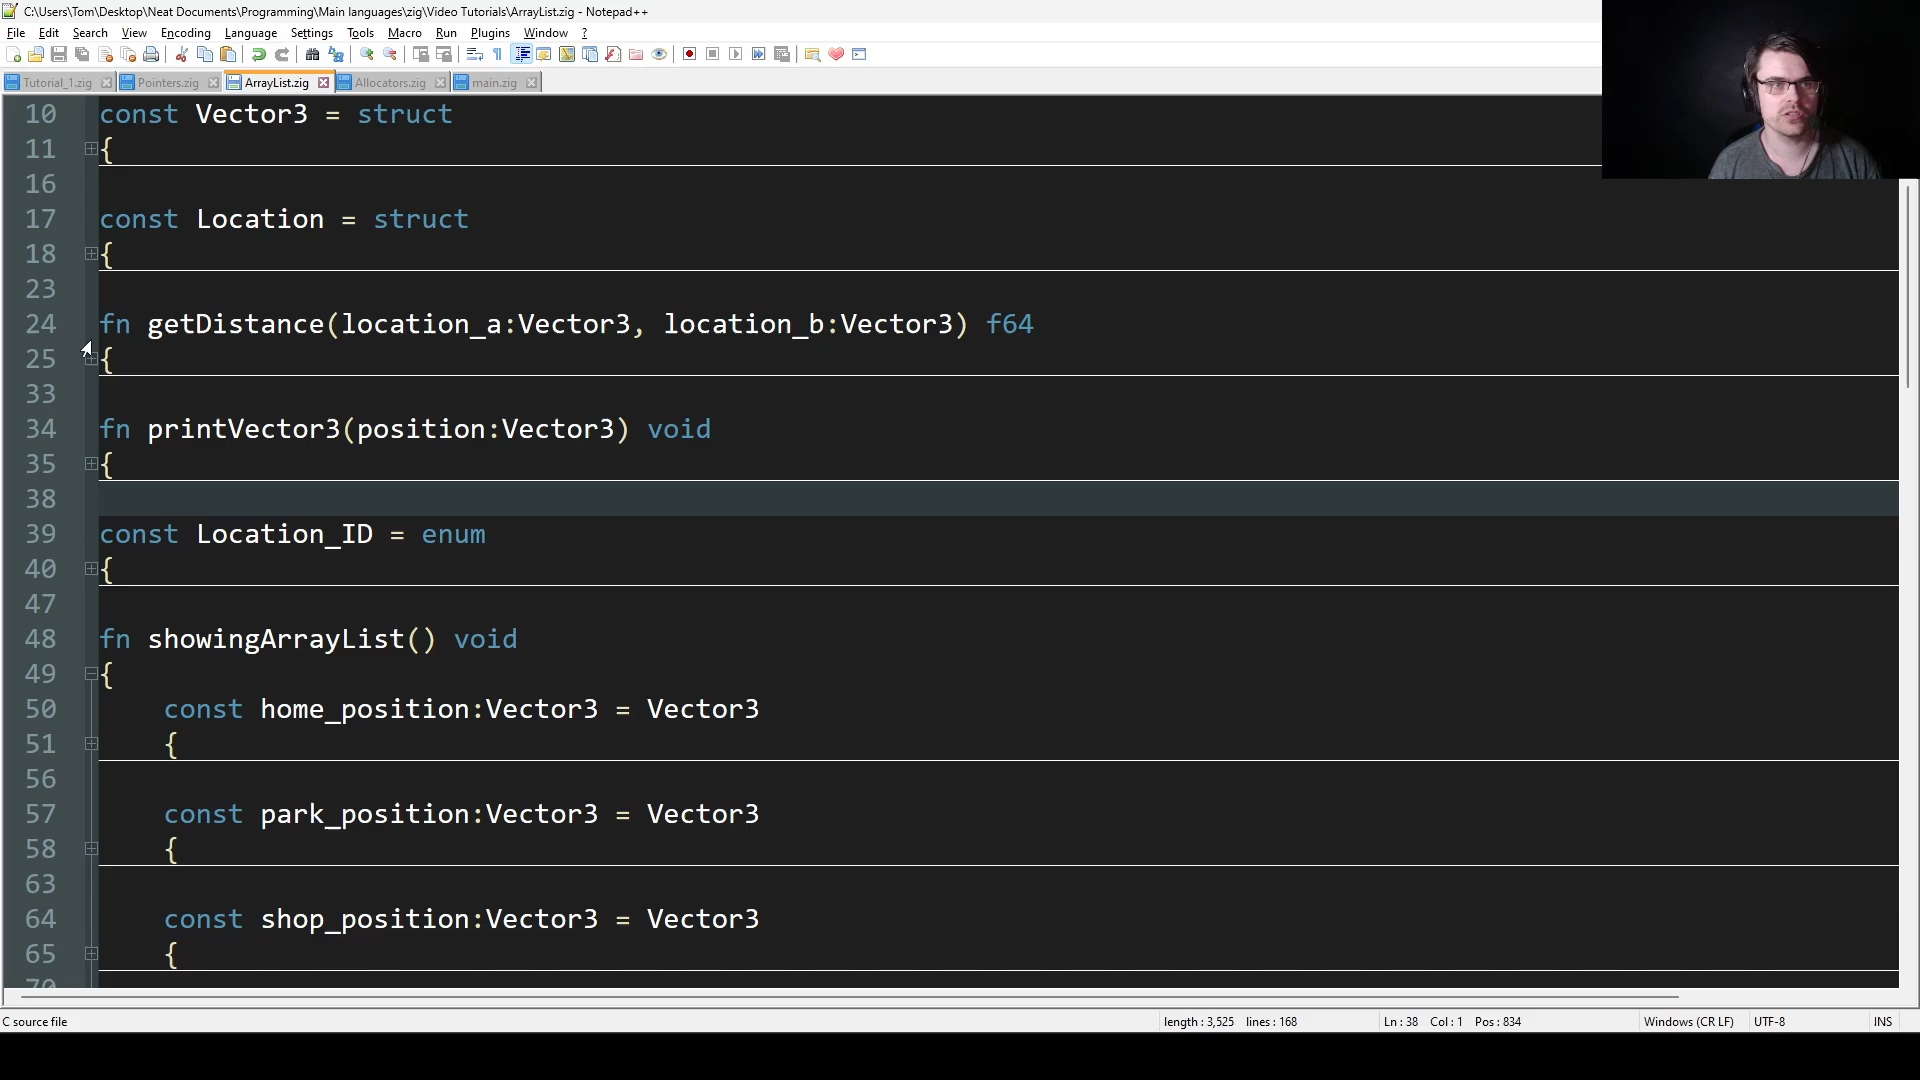 C:\Users\Tom\Desktop\Neat Documents\Programming\Main languages\zig\Video Tutorials\ArrayList.zig - Notepad++
File Edit Search View Encoding Language Settings Tools Macro Run Plugins Window ?
Tutorial_1.zig Pointers.zig ArrayList.zig Allocators.zig main.zig
10 const Vector3 = struct
11 {
16
17 const Location = struct
18 {
23
24 fn getDistance(location_a:Vector3, location_b:Vector3) f64
25 {
33
34 fn printVector3(position:Vector3) void
35 {
38
39 const Location_ID = enum
40 {
47
48 fn showingArrayList() void
49 {
50 const home_position:Vector3 = Vector3
51 {
56
57 const park_position:Vector3 = Vector3
58 {
63
64 const shop_position:Vector3 = Vector3
65 {
70
C source file length : 3,525 lines : 168 Ln : 38 Col : 1 Pos : 834 Windows (CR LF) UTF-8 INS